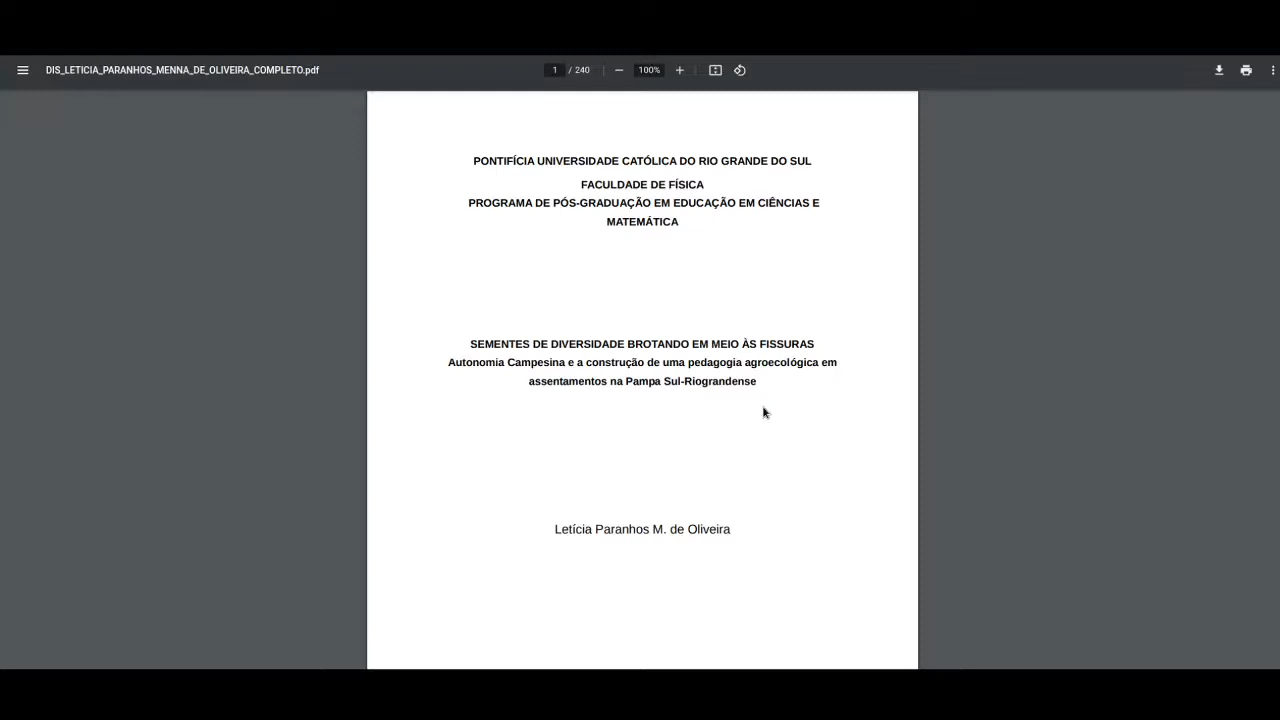 DIS_LETICIA_PARANHOS_MENNA_DE_OLIVEIRA_COMPLETO.pdf
1 / 240
100%
PONTIFÍCIA UNIVERSIDADE CATÓLICA DO RIO GRANDE DO SUL
FACULDADE DE FÍSICA
PROGRAMA DE PÓS-GRADUAÇÃO EM EDUCAÇÃO EM CIÊNCIAS E
MATEMÁTICA
SEMENTES DE DIVERSIDADE BROTANDO EM MEIO ÀS FISSURAS
Autonomia Campesina e a construção de uma pedagogia agroecológica em
assentamentos na Pampa Sul-Riograndense
Letícia Paranhos M. de Oliveira